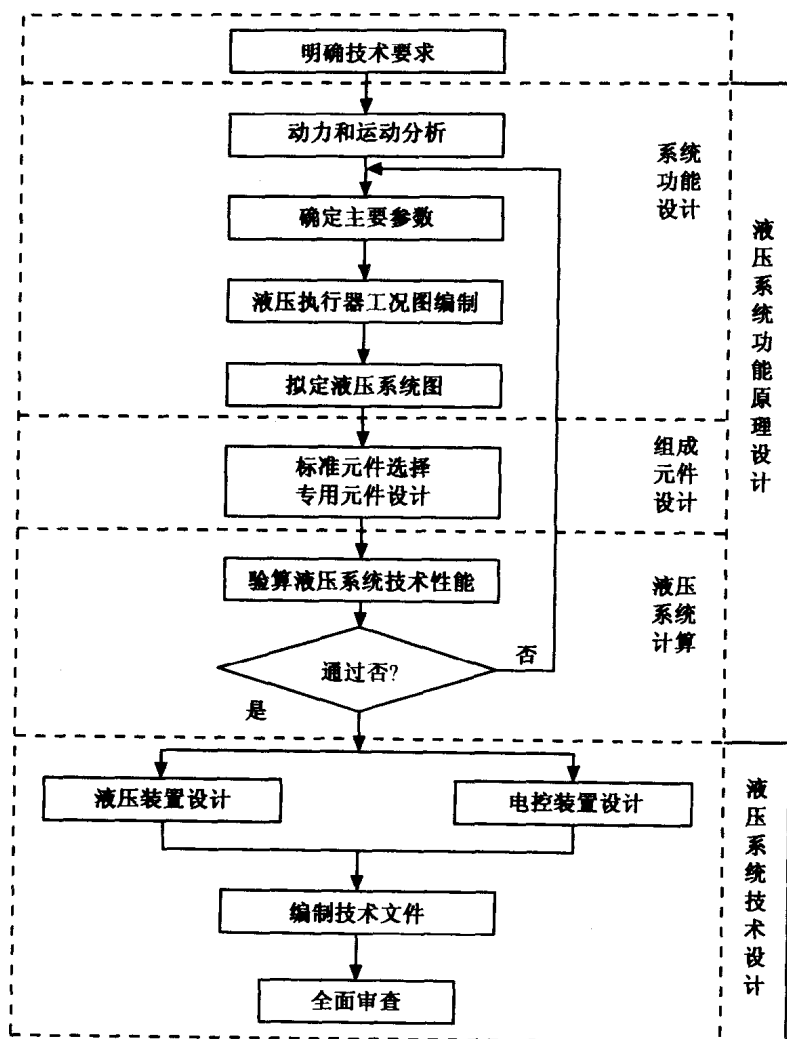 明确技术要求
动力和运动分析
系统
功能
设计
确定主要参数
液压执行器工况图编制
拟定液压系统图
标准元件选择
专用元件设计
组成
元件
设计
验算液压系统技术性能
液压
系统
计算
通过否?
否
是
液压系统功能原理设计
液压装置设计
电控装置设计
编制技术文件
全面审查
液压系统技术设计